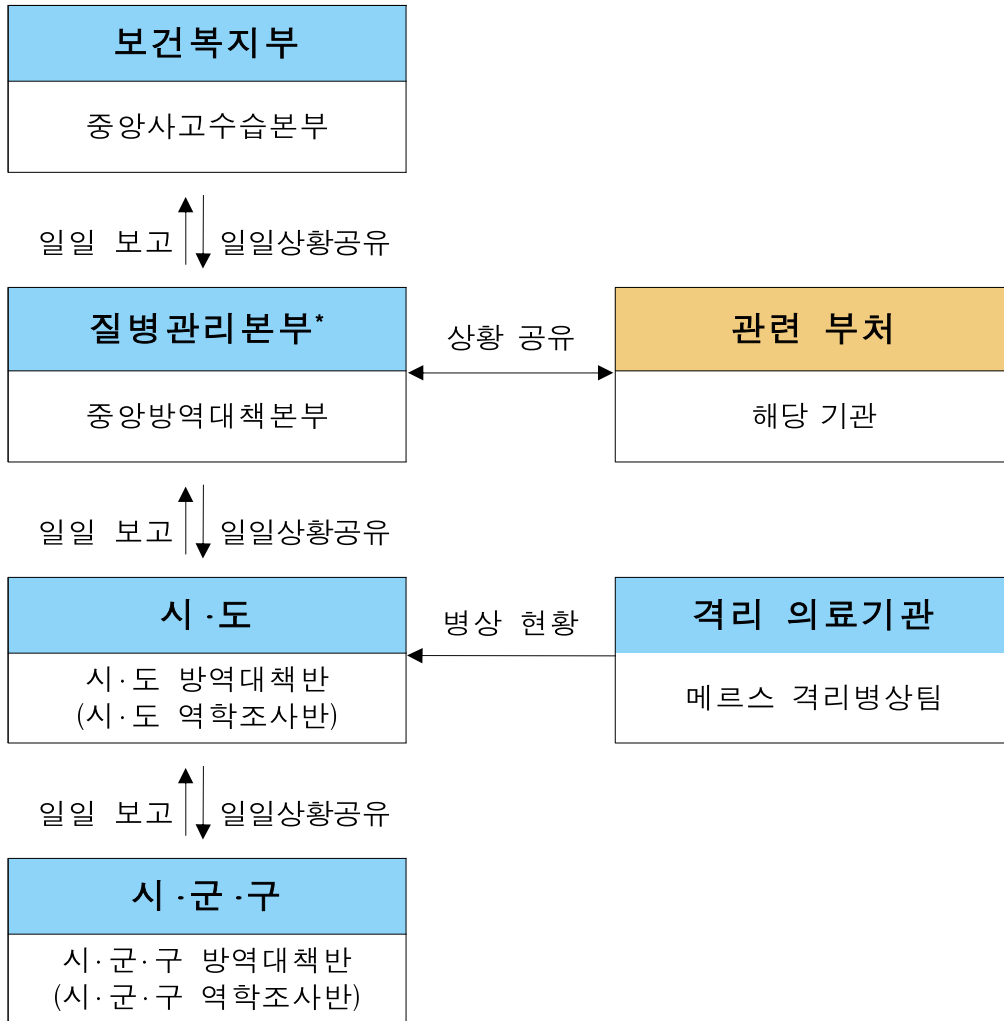 보건복지부
중앙사고수습본부
일일 보고 일일상황공유
질병관리본부*
중앙방역대책본부
상황 공유
관련 부처
해당 기관
일일 보고 일일상황공유
시·도
시·도 방역대책반
(시·도 역학조사반)
병상 현황
격리 의료기관
메르스 격리병상팀
일일 보고 일일상황공유
시·군·구
시·군·구 방역대책반
(시·군·구 역학조사반)